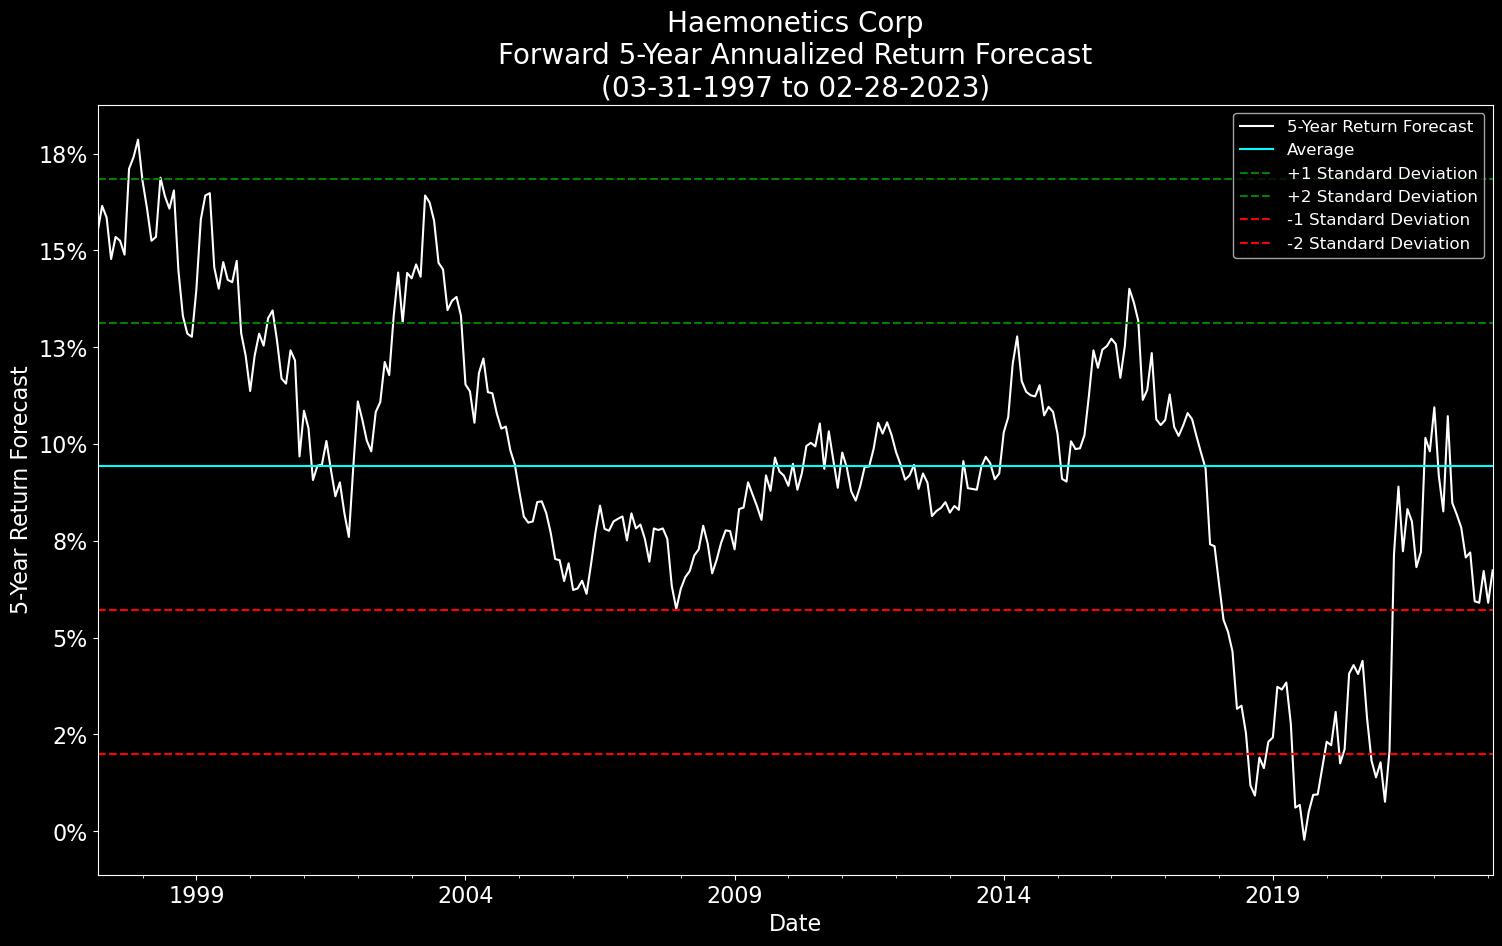 Haemonetics Corp
Forward 5-Year Annualized Return Forecast
(03-31-1997 to 02-28-2023)
5-Year Return Forecast
Average
+1 Standard Deviation
+2 Standard Deviation
-1 Standard Deviation
-2 Standard Deviation
18%
15%
13%
10%
8%
5%
2%
0%
5-Year Return Forecast
1999
2004
2009
2014
2019
Date